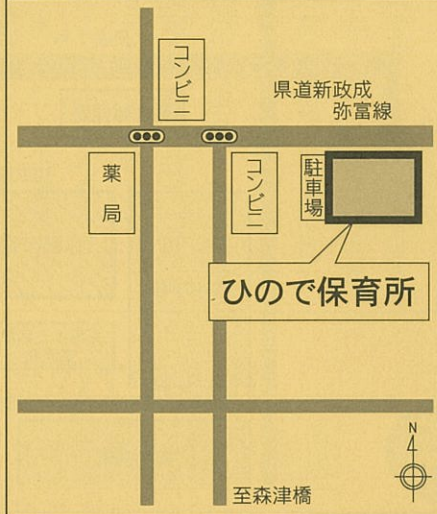 コンビニ
県道新政成
弥富線
薬局
コンビニ
駐車場
ひので保育所
N
至森津橋